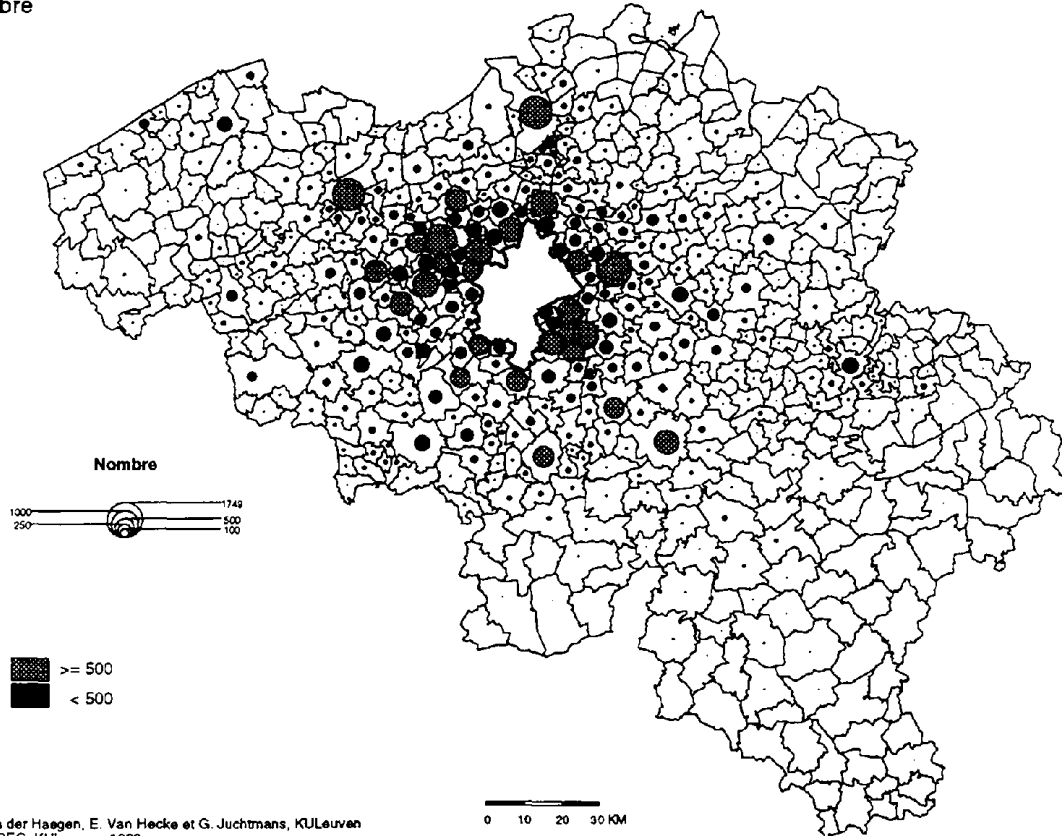 bre
Nombre
1000 1749
250 500
100
>= 500
< 500
0 10 20 30 KM
der Haegen, E. Van Hecke et G. Juchtmans, KULeuven